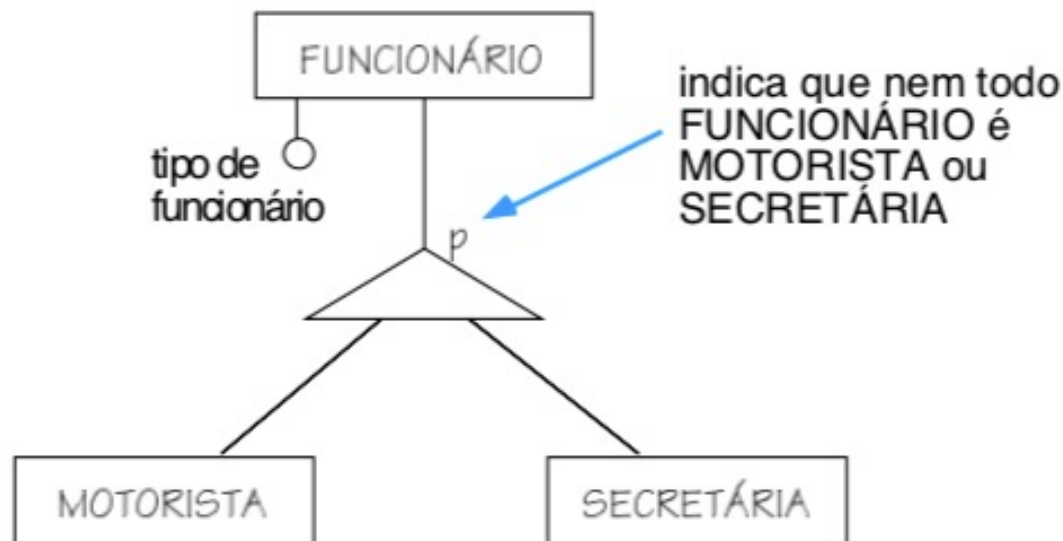 FUNCIONÁRIO
indica que nem todo
FUNCIONÁRIO é
MOTORISTA ou
SECRETÁRIA
tipo de
funcionário
p
MOTORISTA
SECRETÁRIA